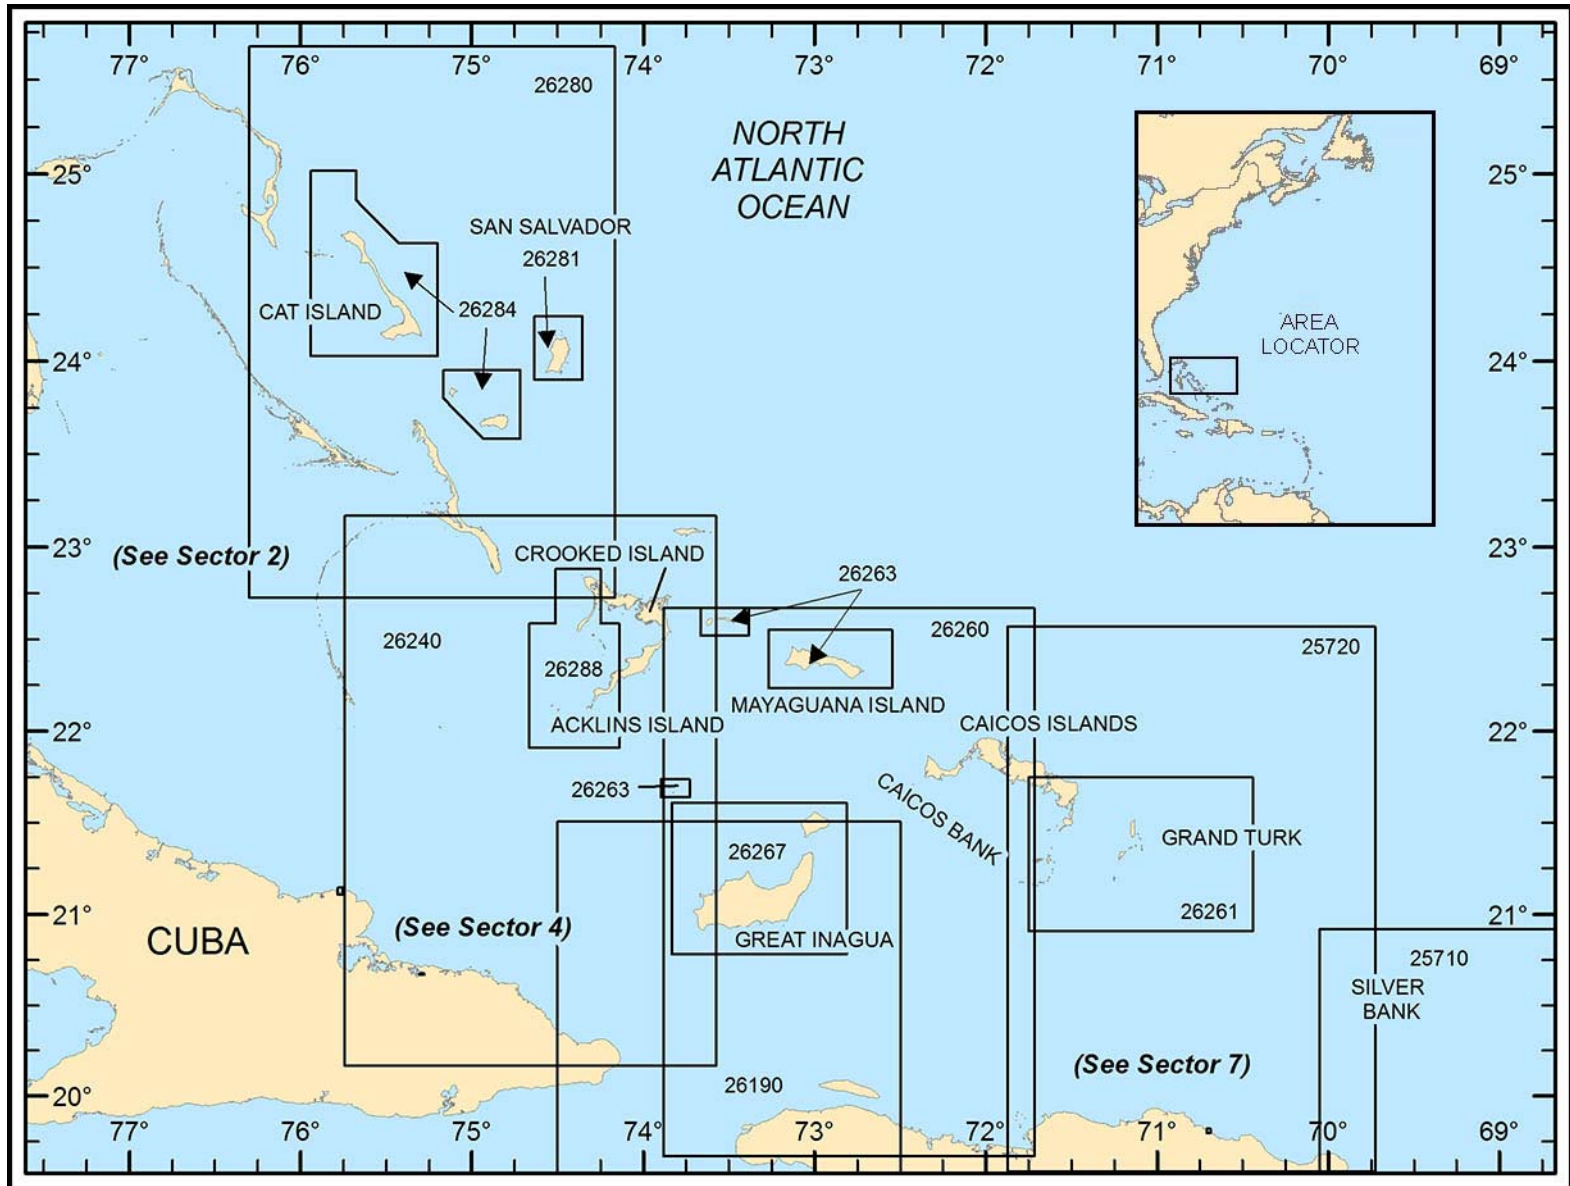 77° 76° 75° 74° 73° 72° 71° 70° 69°
26280
NORTH
ATLANTIC
OCEAN
25° 25°
SAN SALVADOR
26281
CAT ISLAND
26284
AREA
LOCATOR
24° 24°
23° 23°
(See Sector 2)
CROOKED ISLAND
26263
26240
26260
25720
26288
MAYAGUANA ISLAND
ACKLINS ISLAND
CAICOS ISLANDS
22° 22°
26263
CAICOS BANK
GRAND TURK
26267
21° 21°
26261
(See Sector 4)
CUBA
GREAT INAGUA
25710
SILVER
BANK
(See Sector 7)
26190
20° 20°
77° 76° 75° 74° 73° 72° 71° 70° 69°